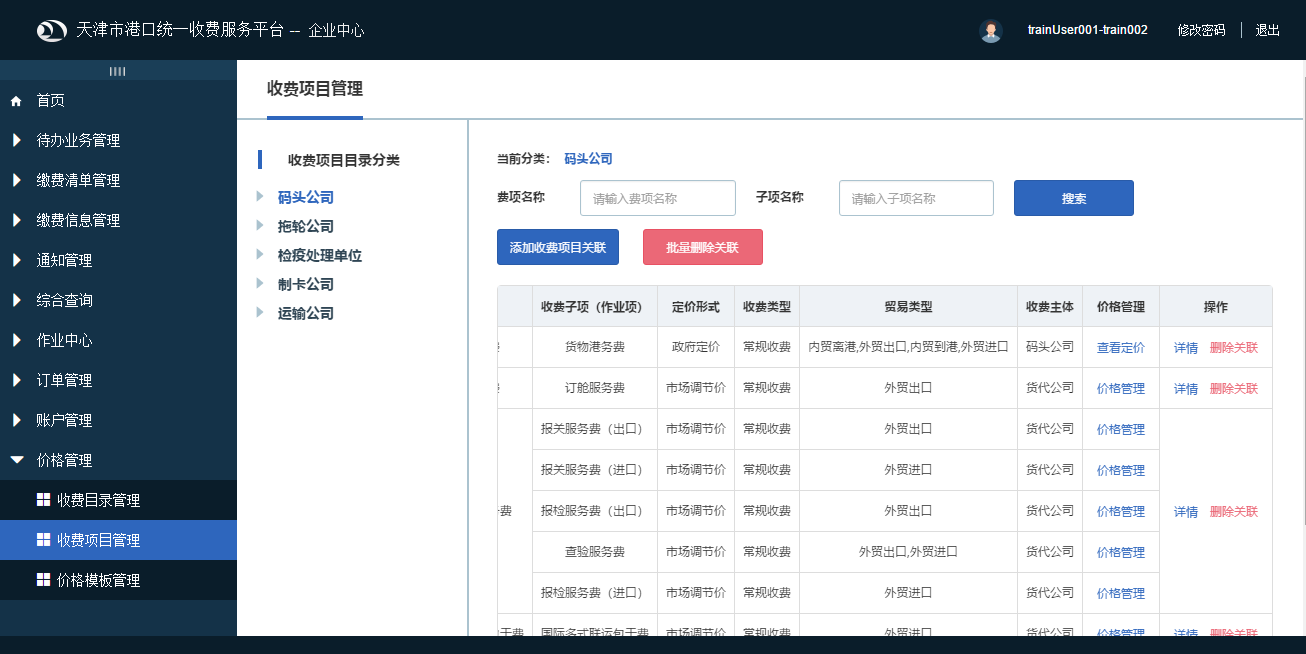 天津市港口统一收费服务平台 -- 企业中心
trainUser001-train002 修改密码 退出
首页
待办业务管理
缴费清单管理
缴费信息管理
通知管理
综合查询
作业中心
订单管理
账户管理
价格管理
收费目录管理
收费项目管理
价格模板管理
收费项目管理
收费项目目录分类
码头公司
拖轮公司
检疫处理单位
制卡公司
运输公司
当前分类： 码头公司
费项名称 请输入费项名称 子项名称 请输入子项名称 搜索
添加收费项目关联 批量删除关联
收费子项（作业项） 定价形式 收费类型 贸易类型 收费主体 价格管理 操作
货物港务费 政府定价 常规收费 内贸离港,外贸出口,内贸到港,外贸进口 码头公司 查看定价 详情 删除关联
订舱服务费 市场调节价 常规收费 外贸出口 货代公司 价格管理 详情 删除关联
报关服务费（出口） 市场调节价 常规收费 外贸出口 货代公司 价格管理
报关服务费（进口） 市场调节价 常规收费 外贸进口 货代公司 价格管理
费 报检服务费（出口） 市场调节价 常规收费 外贸出口 货代公司 价格管理 详情 删除关联
查验服务费 市场调节价 常规收费 外贸出口,外贸进口 货代公司 价格管理
报检服务费（进口） 市场调节价 常规收费 外贸进口 货代公司 价格管理
干费 国际多式联运包干费 市场调节价 常规收费 外贸进口 货代公司 价格管理 详情 删除关联